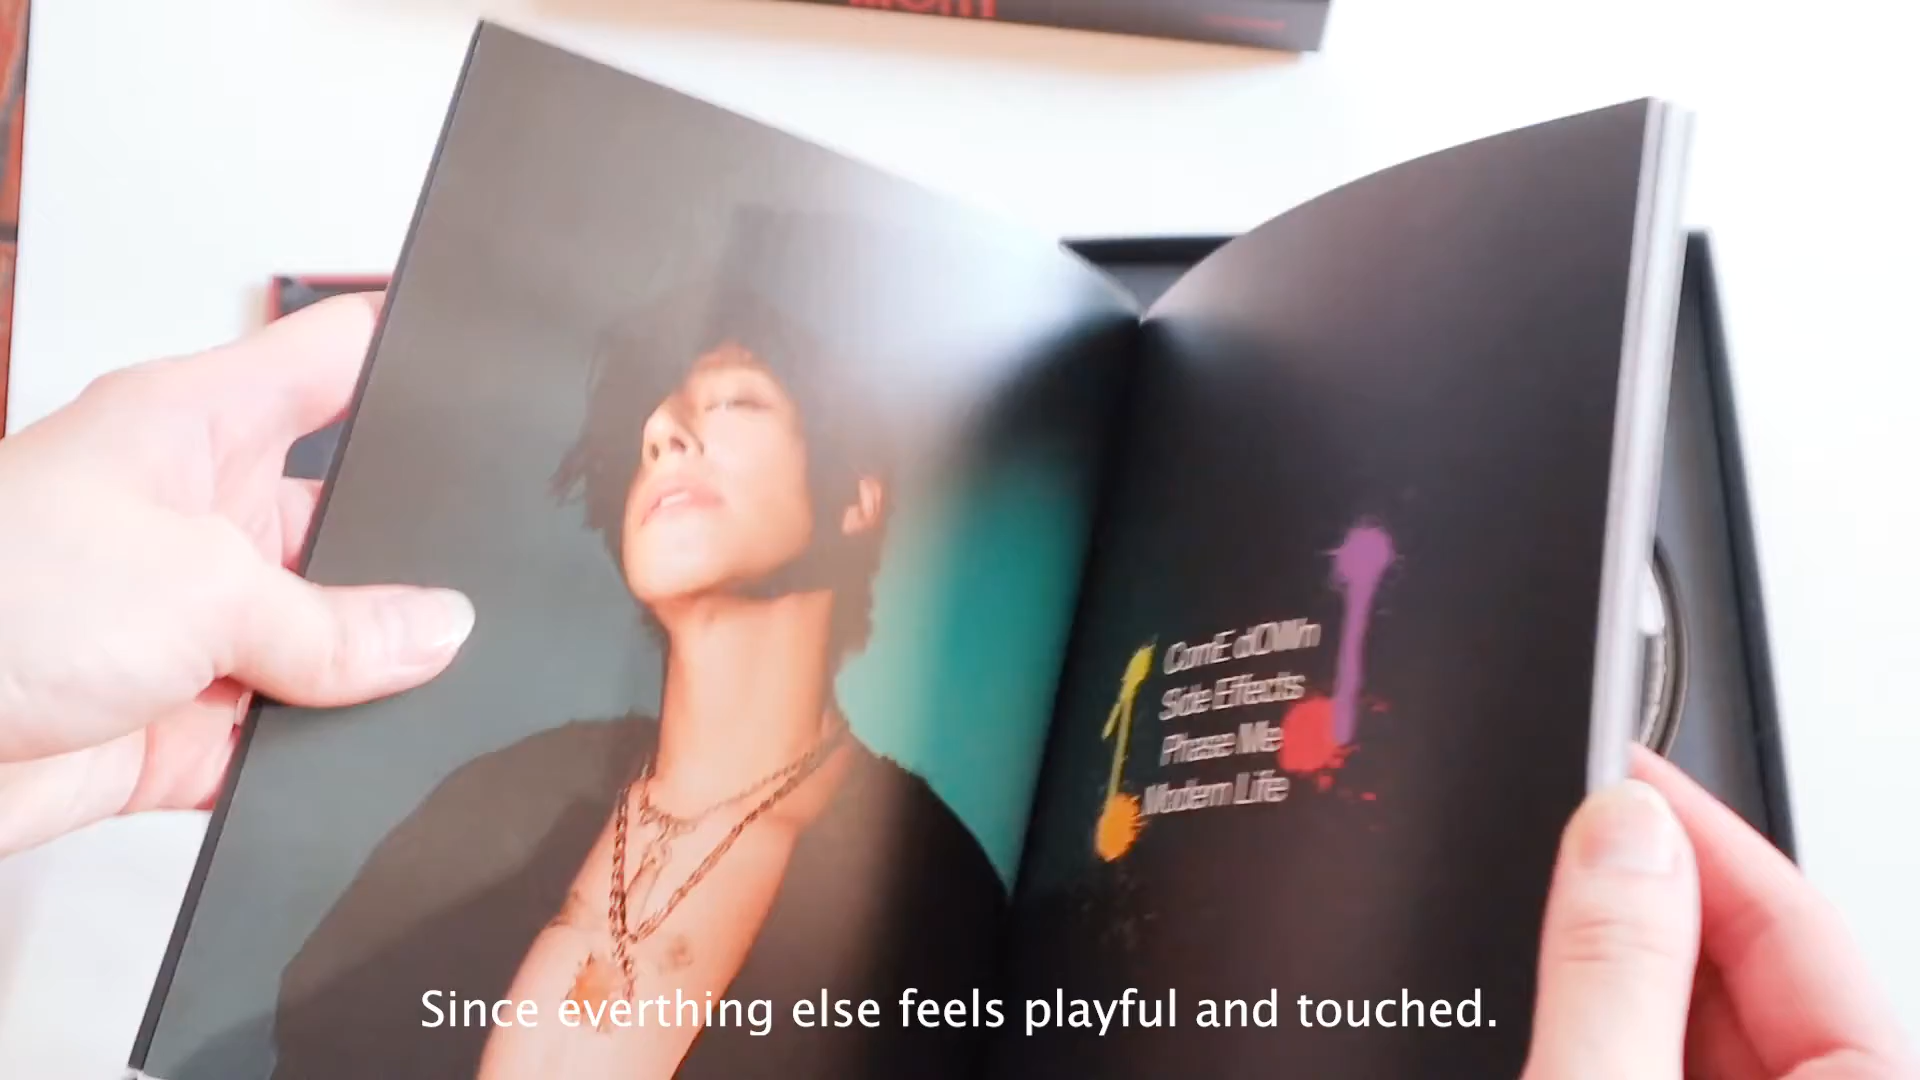 ComE dOWn
Side Effects
Phase Me
Modern Life
Since everthing else feels playful and touched.